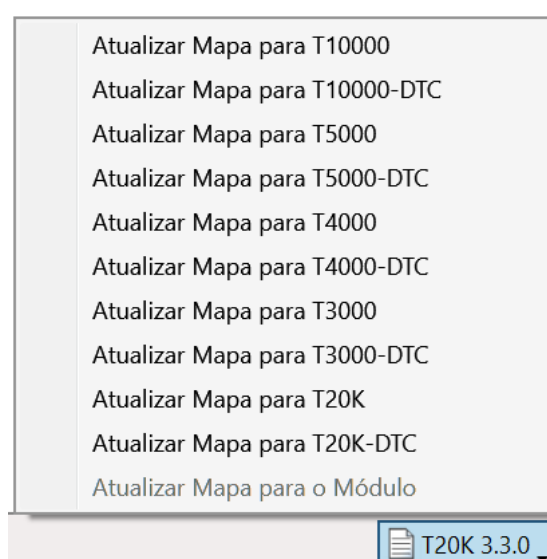 Atualizar Mapa para T10000
Atualizar Mapa para T10000-DTC
Atualizar Mapa para T5000
Atualizar Mapa para T5000-DTC
Atualizar Mapa para T4000
Atualizar Mapa para T4000-DTC
Atualizar Mapa para T3000
Atualizar Mapa para T3000-DTC
Atualizar Mapa para T20K
Atualizar Mapa para T20K-DTC
Atualizar Mapa para o Módulo
T20K 3.3.0